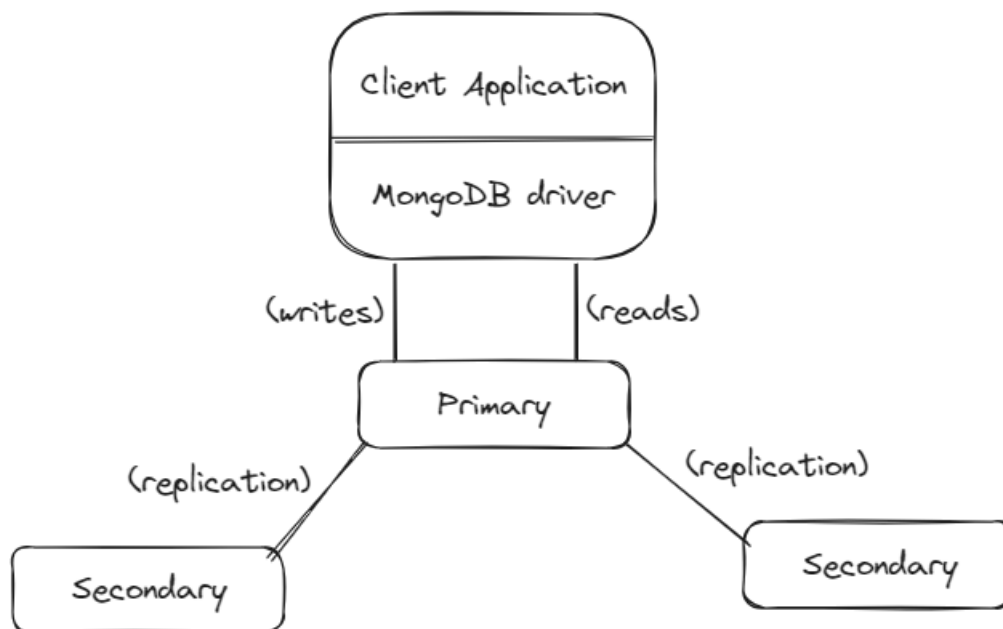 Client Application
MongoDB driver
(writes)
(reads)
Primary
(replication)
(replication)
Secondary
Secondary